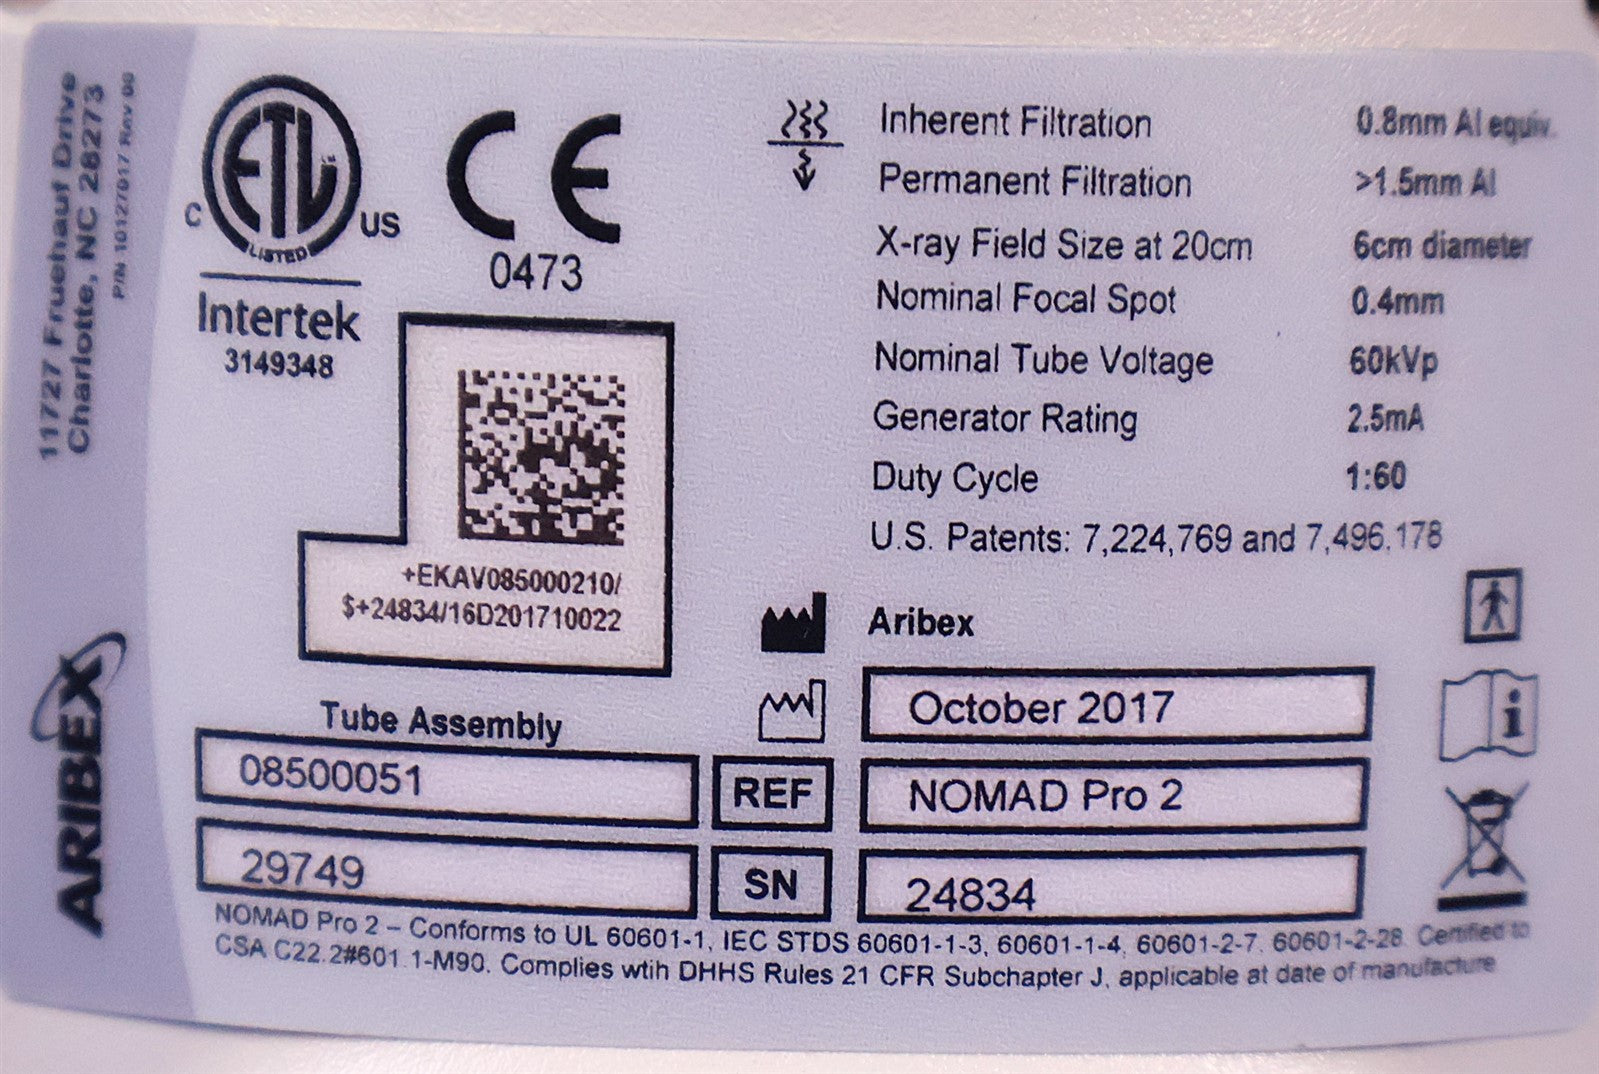 11727 Fruehauf Drive
Charlotte, NC 28273
P/N 10127017 Rev 00
ARIBEX
C ETL US
LISTED
Intertek
3149348
CE
0473
+EKAV085000210/
$+24834/16D201710022
Inherent Filtration 0.8mm Al equiv.
Permanent Filtration >1.5mm Al
X-ray Field Size at 20cm 6cm diameter
Nominal Focal Spot 0.4mm
Nominal Tube Voltage 60kVp
Generator Rating 2.5mA
Duty Cycle 1:60
U.S. Patents: 7,224,769 and 7,496,178
Aribex
October 2017
Tube Assembly
08500051 REF NOMAD Pro 2
29749 SN 24834
NOMAD Pro 2 – Conforms to UL 60601-1, IEC STDS 60601-1-3, 60601-1-4, 60601-2-7, 60601-2-28. Certified to
CSA C22.2#601.1-M90. Complies wtih DHHS Rules 21 CFR Subchapter J, applicable at date of manufacture